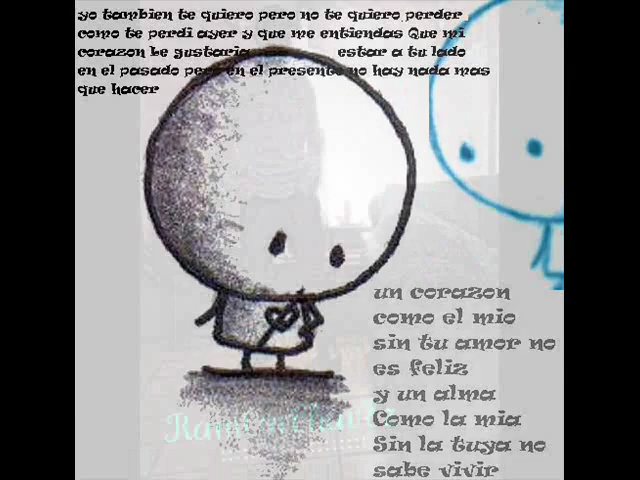 yo tambien te quiero pero no te quiero perder
como te perdi ayer y que me entiendas Que mi
corazon Le gustaria estar a tu lado
en el pasado pero en el presente no hay nada mas
que hacer
un corazon
como el mio
sin tu amor no
es feliz
y un alma
Como la mia
Sin la tuya no
sabe vivir